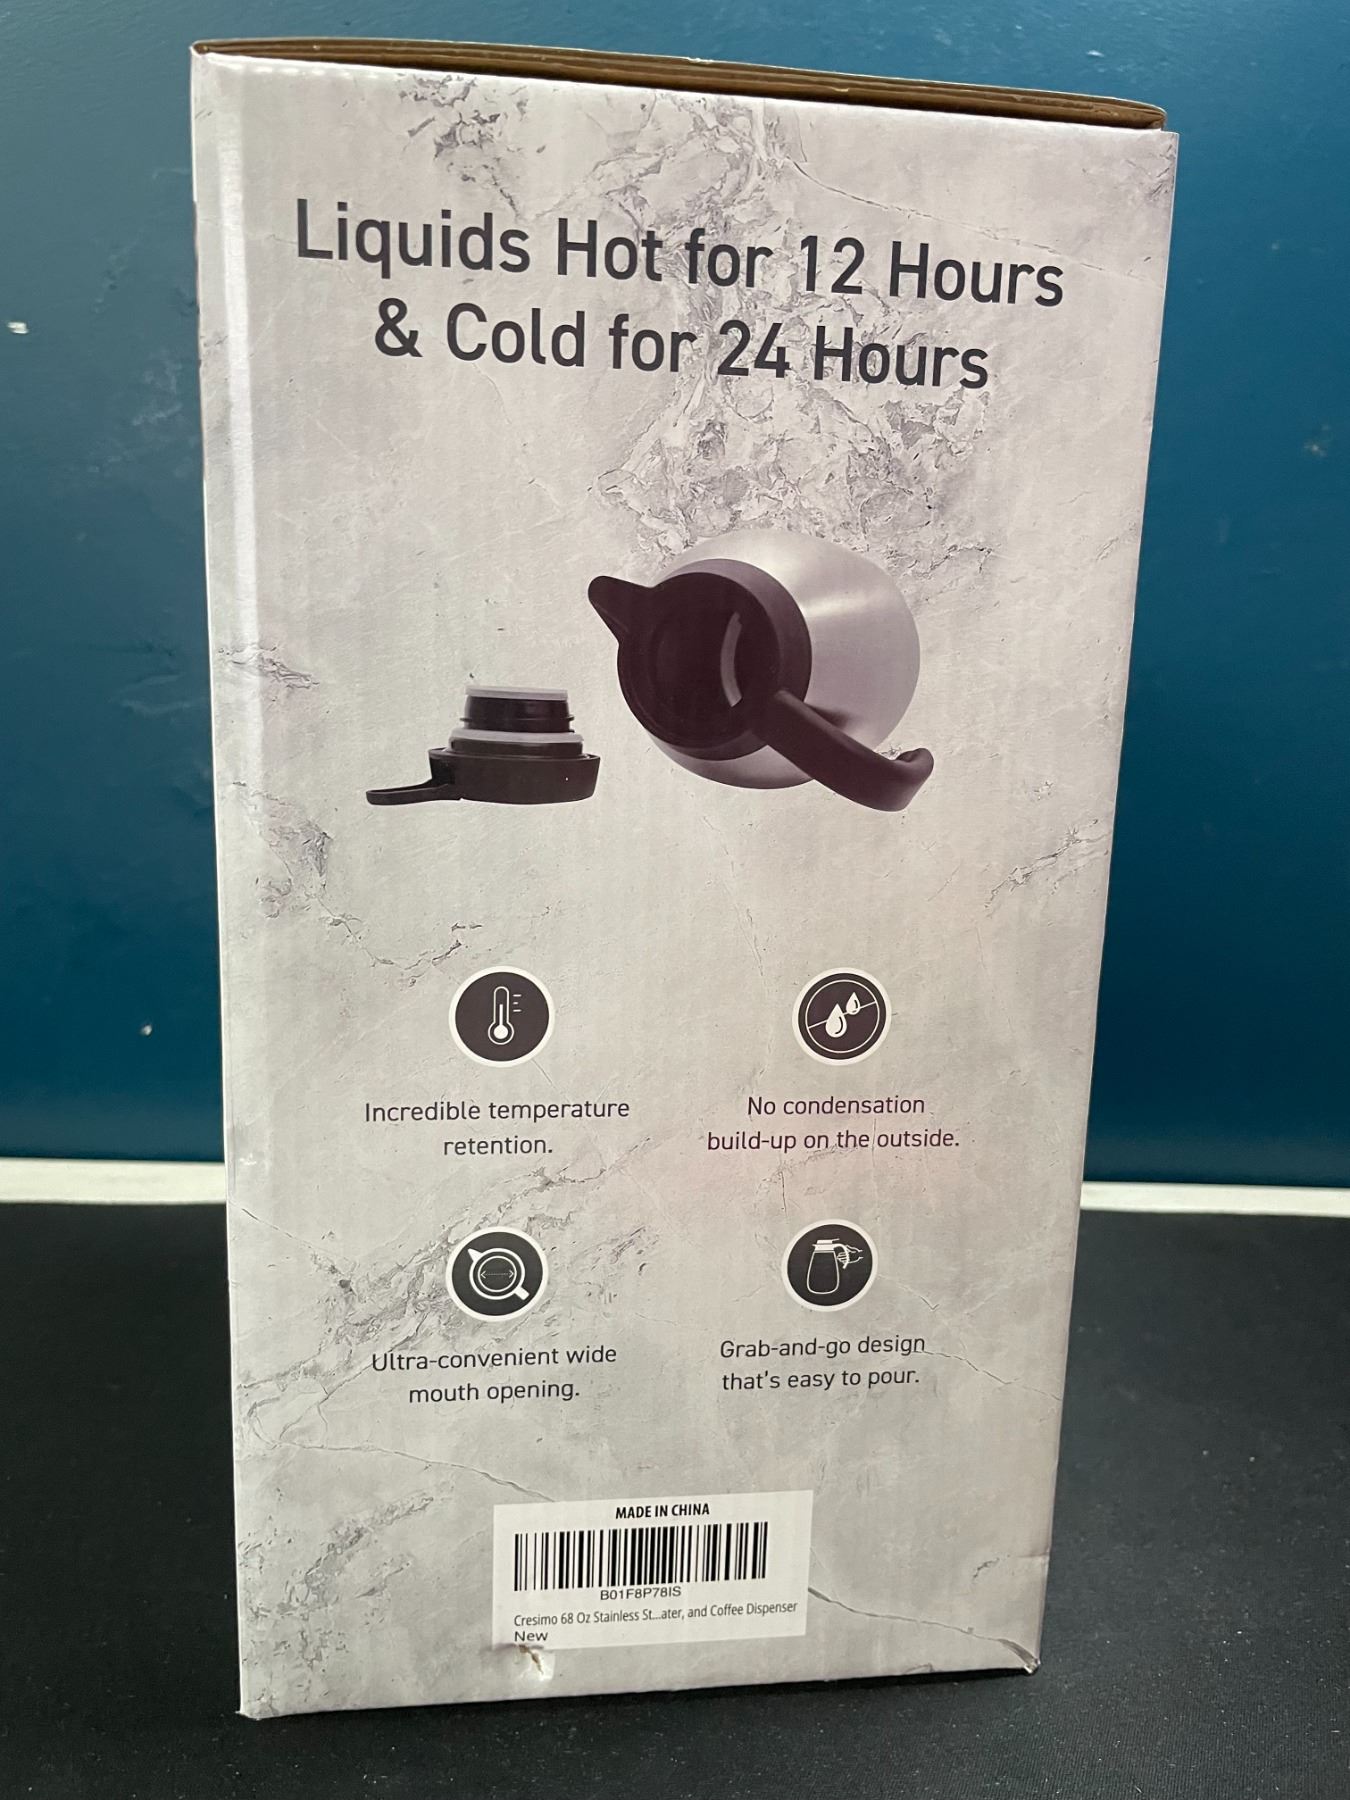 Liquids Hot for 12 Hours
& Cold for 24 Hours
Incredible temperature
retention.
No condensation
build-up on the outside.
Ultra-convenient wide
mouth opening.
Grab-and-go design
that's easy to pour.
MADE IN CHINA
B01F8P78IS
Cresimo 68 Oz Stainless St...ater, and Coffee Dispenser
New